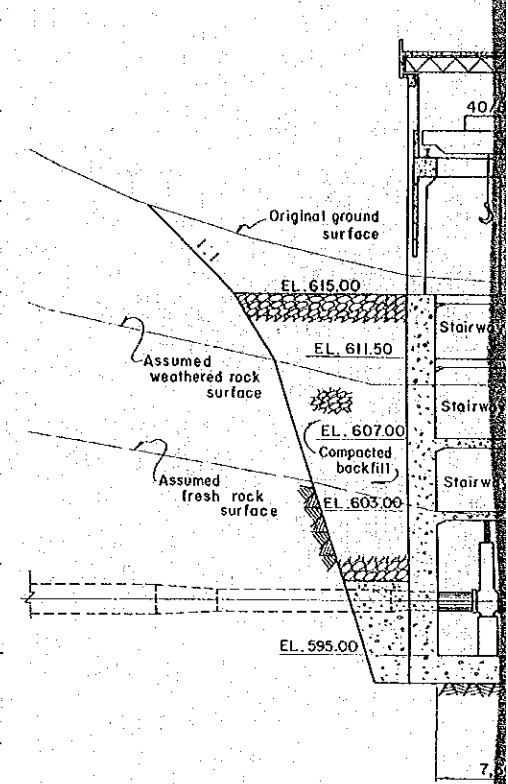 40/
Original ground
surface
1:1
EL. 615.00
Stairway
EL. 611.50
Assumed
weathered rock
surface
Stairway
EL. 607.00
Compacted
backfill
Stairwa
Assumed
fresh rock
surface
EL. 603.00
EL. 595.00